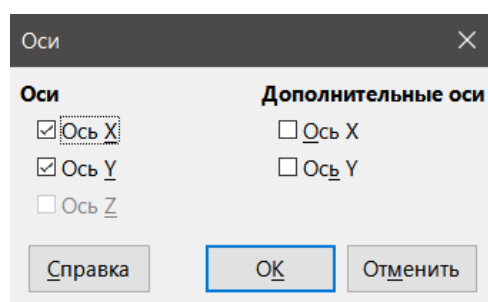 Оси
Оси Дополнительные оси
Ось X Ось X
Ось Y Ось Y
Ось Z
Справка OK Отменить